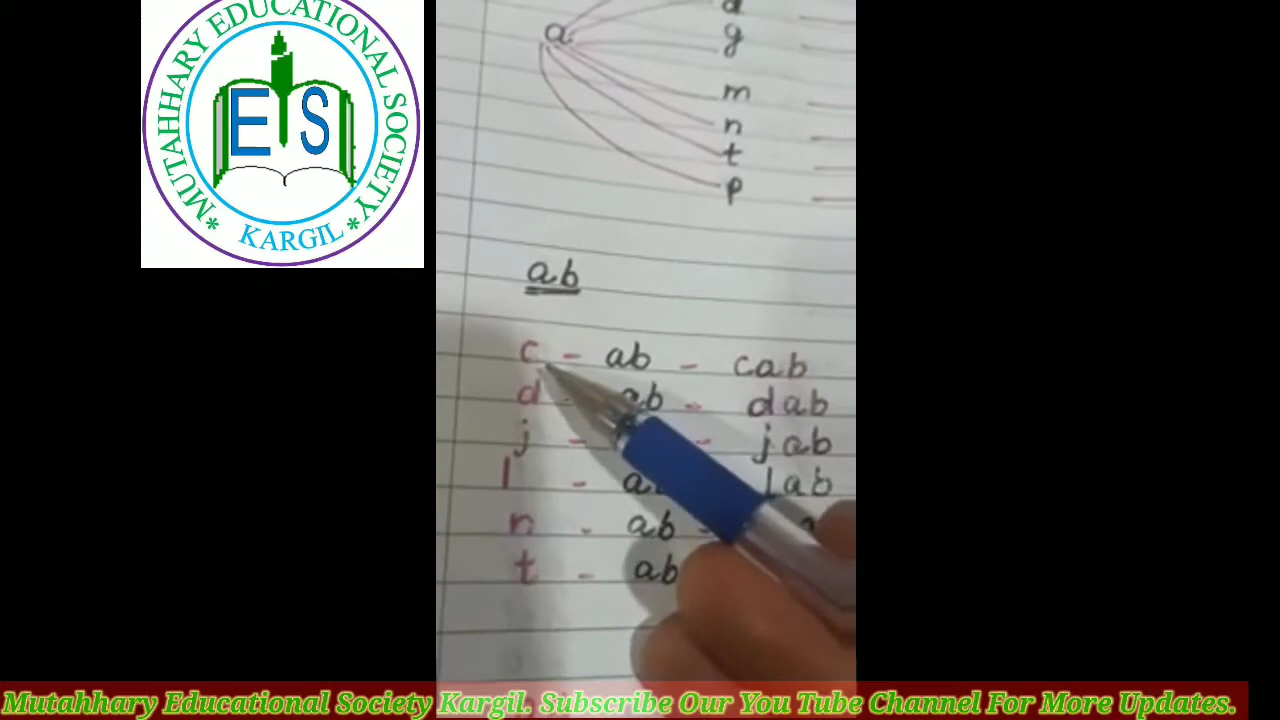 MUTAHHARY EDUCATIONAL SOCIETY
E S
* KARGIL *
a
g
m
n
t
p
ab
c - ab - cab
d - ab - dab
j - - jab
l - a lab
n - ab -
t - ab
Mutahhary Educational Society Kargil. Subscribe Our You Tube Channel For More Updates.